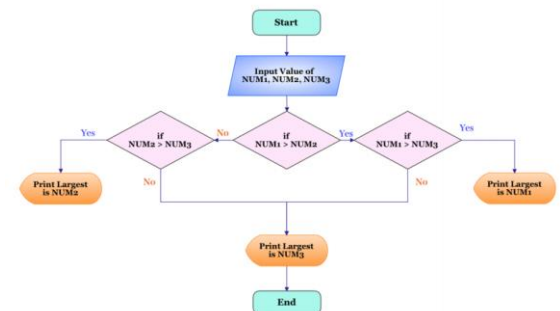 Start
Input Value of
NUM1, NUM2, NUM3
Yes
if
NUM2 > NUM3
No
if
NUM1 > NUM2
Yes
if
NUM1 > NUM3
Yes
Print Largest
is NUM2
No
No
Print Largest
is NUM1
Print Largest
is NUM3
End